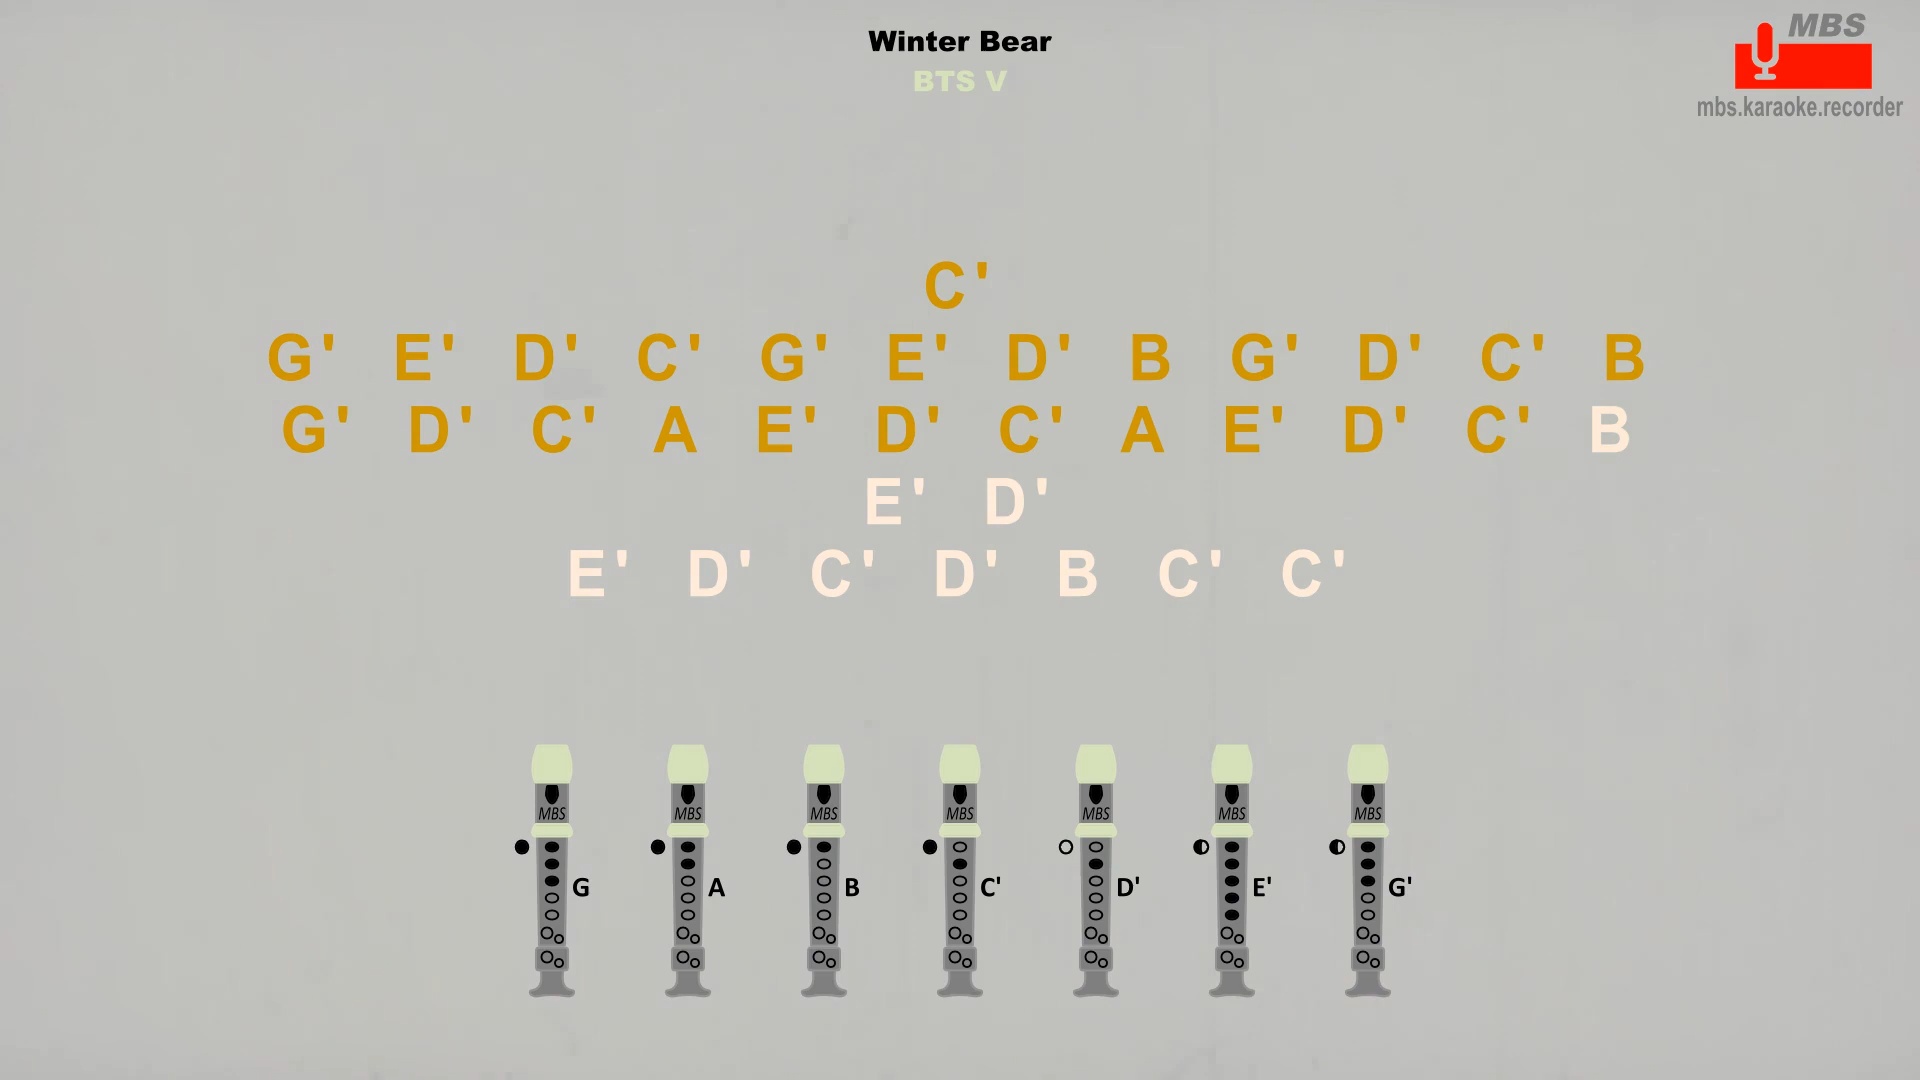 Winter Bear
BTS V
MBS
mbs.karaoke.recorder
C'
G' E' D' C' G' E' D' B G' D' C' B
G' D' C' A E' D' C' A E' D' C' B
E' D'
E' D' C' D' B C' C'
MBS MBS MBS MBS MBS MBS MBS
G A B C' D' E' G'